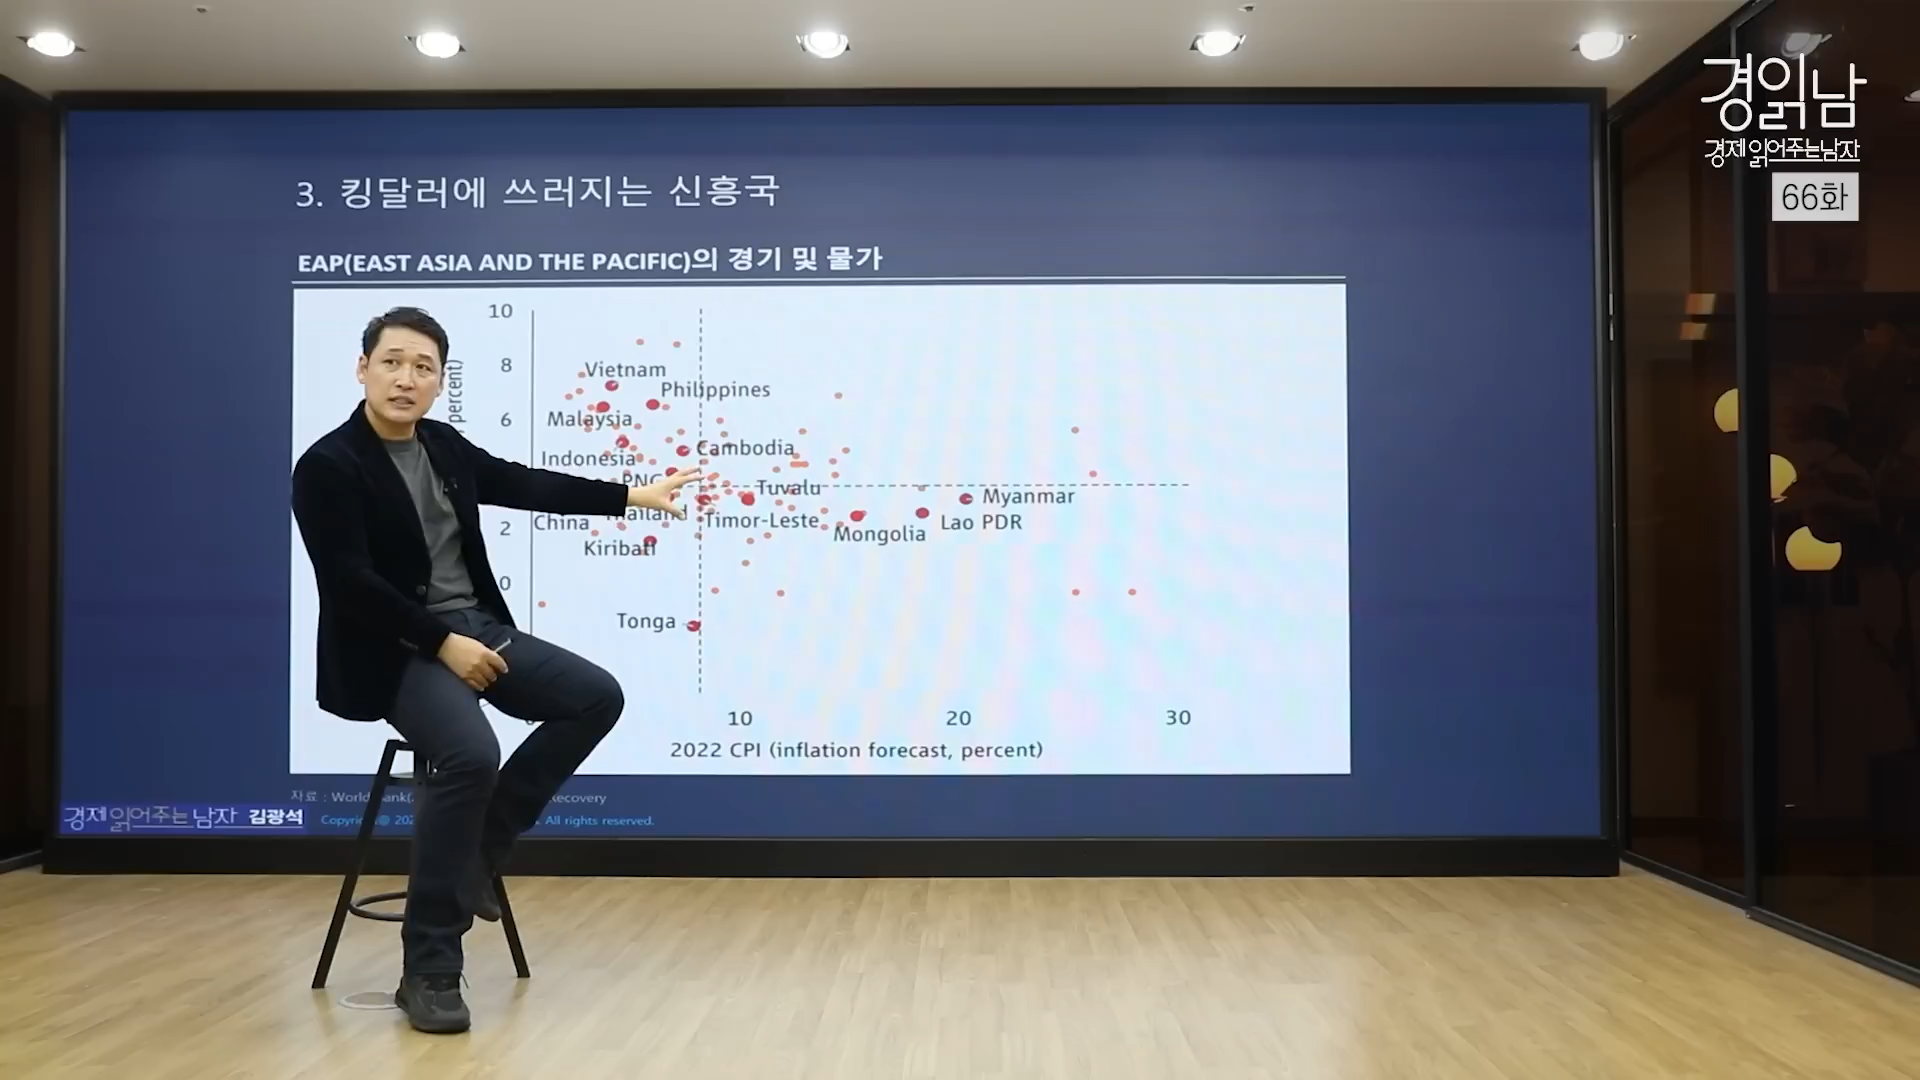 경읽남
경제 읽어주는남자
66화
3. 킹달러에 쓰러지는 신흥국
EAP(EAST ASIA AND THE PACIFIC)의 경기 및 물가
10
8
6
2
0
percent)
Vietnam
Philippines
Malaysia
Cambodia
Indonesia
PNG
Tuvalu
Myanmar
China
Thailand
Timor-Leste
Mongolia
Lao PDR
Kiribati
Tonga
10 20 30
2022 CPI (inflation forecast, percent)
자료 : World Recovery
경제 읽어주는 남자 김광석
All rights reserved.